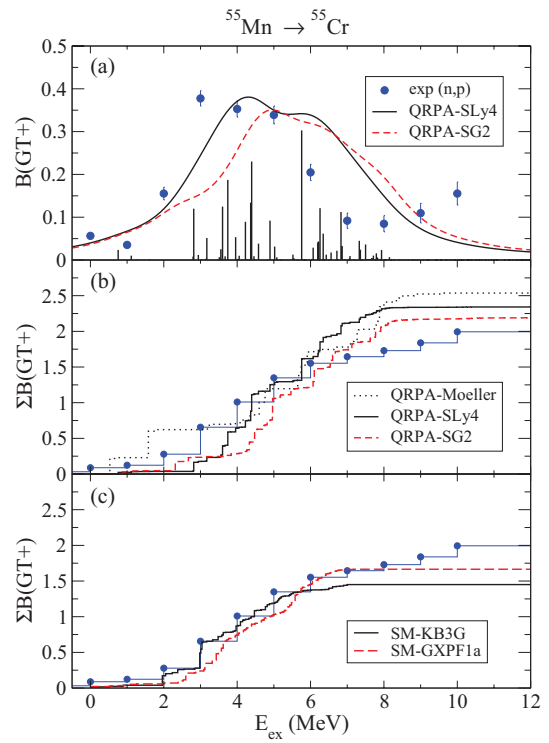 ⁵⁵Mn → ⁵⁵Cr
(a)
exp (n,p)
QRPA-SLy4
QRPA-SG2
B(GT+)
0.5
0.4
0.3
0.2
0.1
0
(b)
ΣB(GT+)
2.5
2
1.5
1
0.5
0
QRPA-Moeller
QRPA-SLy4
QRPA-SG2
(c)
ΣB(GT+)
2.5
2
1.5
1
0.5
0
SM-KB3G
SM-GXPF1a
0 2 4 6 8 10 12
E_ex (MeV)